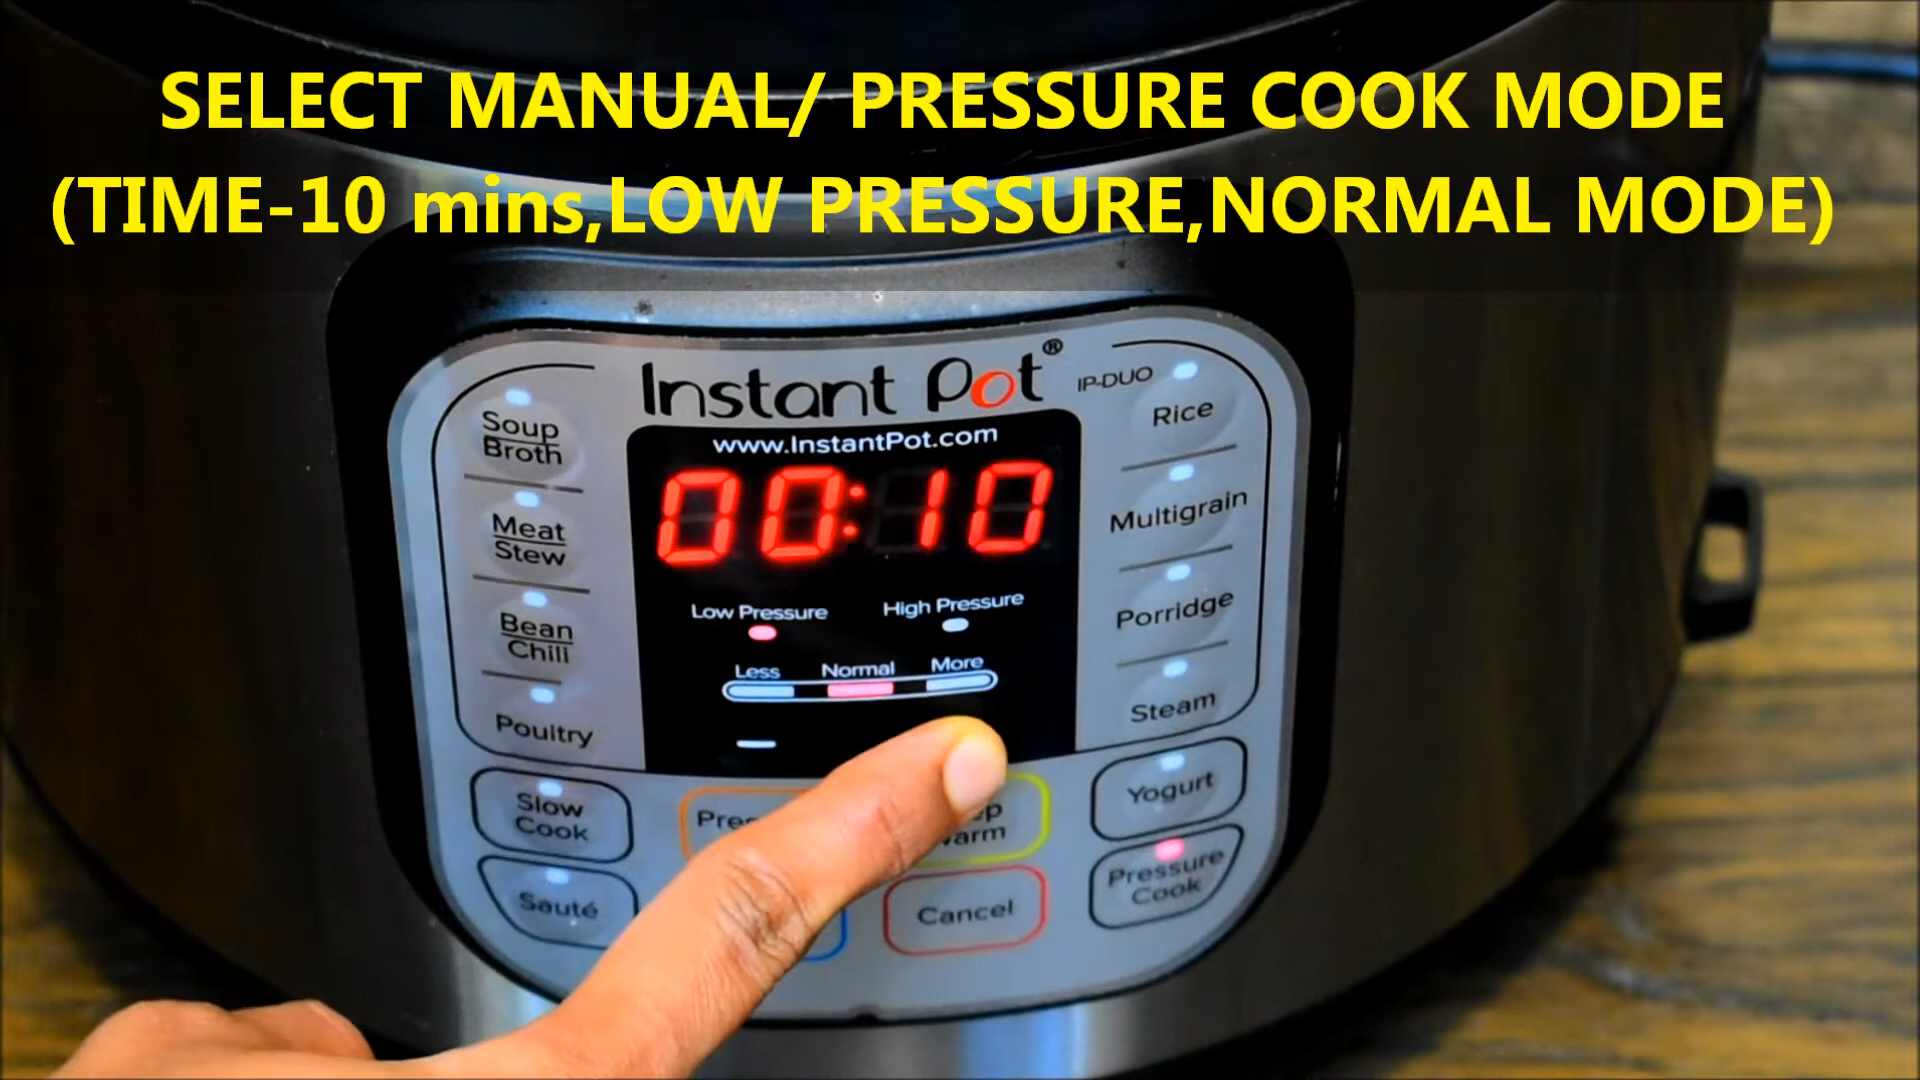 SELECT MANUAL/ PRESSURE COOK MODE
(TIME-10 mins,LOW PRESSURE,NORMAL MODE)
Instant Pot®
IP-DUO
www.InstantPot.com
00:10
Low Pressure
High Pressure
Less
Normal
More
Soup
Broth
Meat
Stew
Bean
Chili
Poultry
Slow
Cook
Sauté
Rice
Multigrain
Porridge
Steam
Yogurt
Pressure
Cook
Cancel